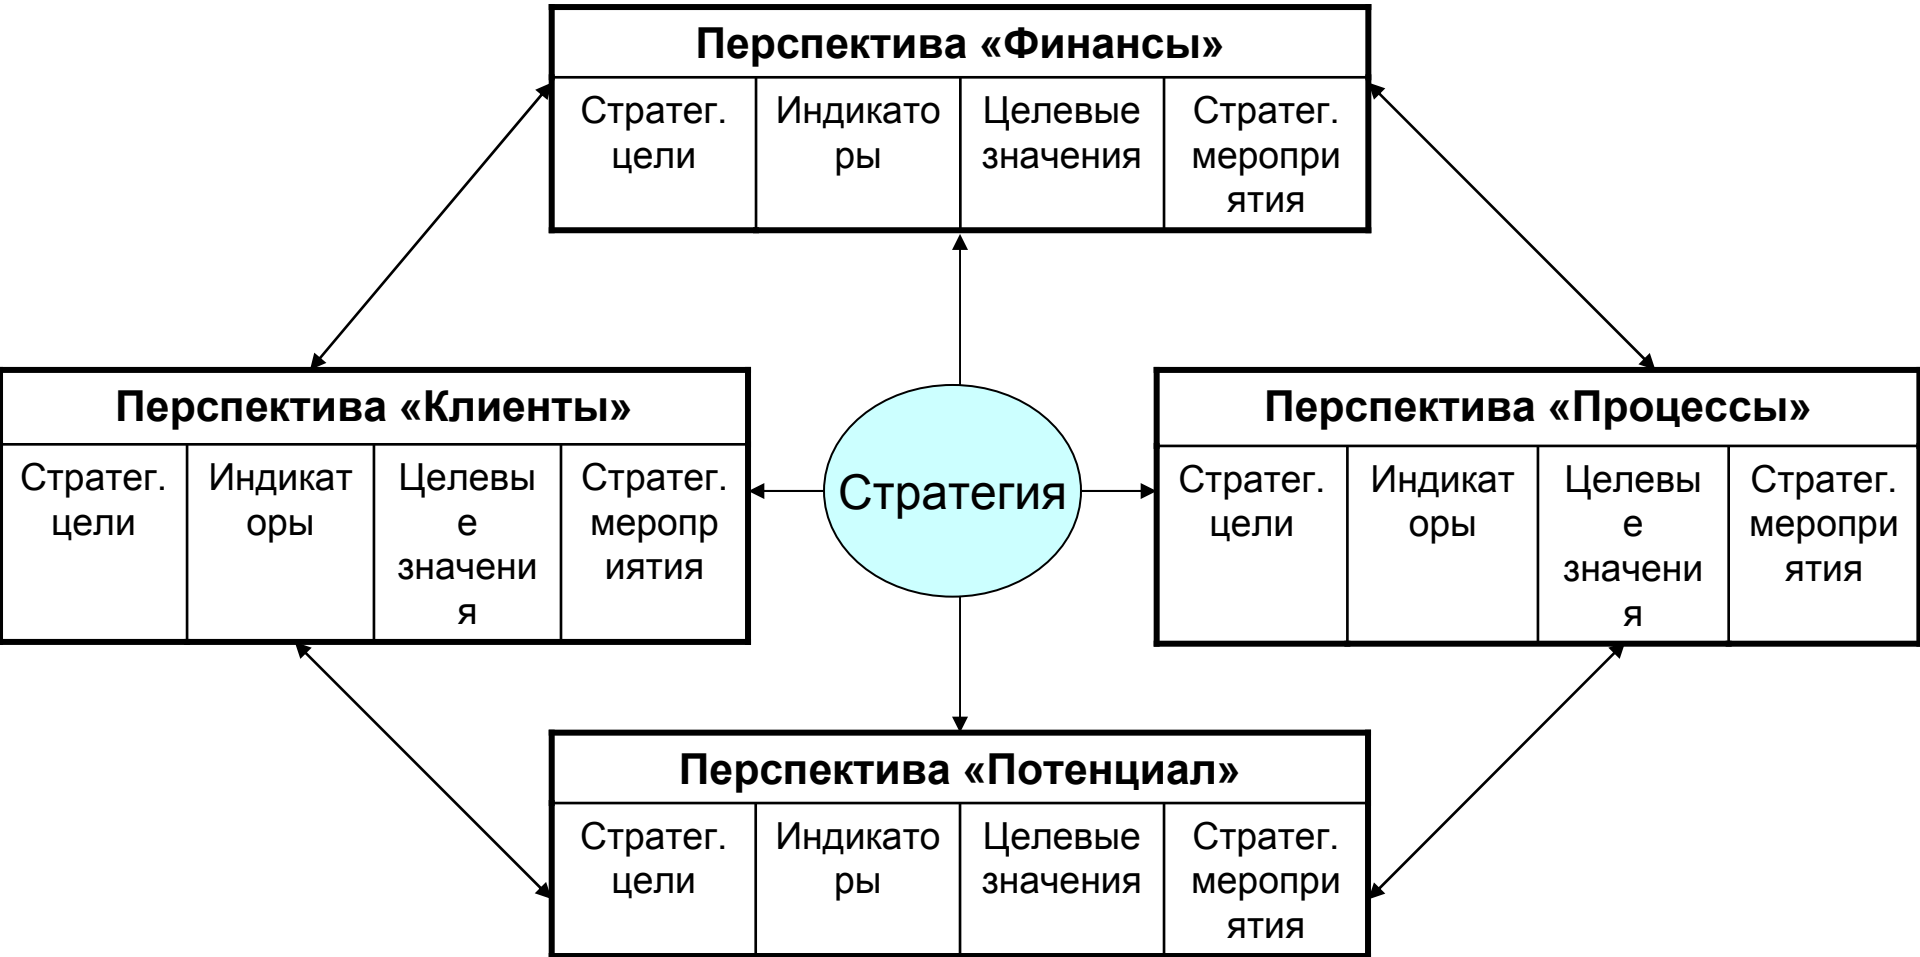 Перспектива «Финансы»
Стратег.
цели
Индикато
ры
Целевые
значения
Стратег.
меропри
ятия
Перспектива «Клиенты»
Стратег.
цели
Индикат
оры
Целевы
е
значени
я
Стратег.
меропр
иятия
Стратегия
Перспектива «Процессы»
Стратег.
цели
Индикат
оры
Целевы
е
значени
я
Стратег.
меропри
ятия
Перспектива «Потенциал»
Стратег.
цели
Индикато
ры
Целевые
значения
Стратег.
меропри
ятия